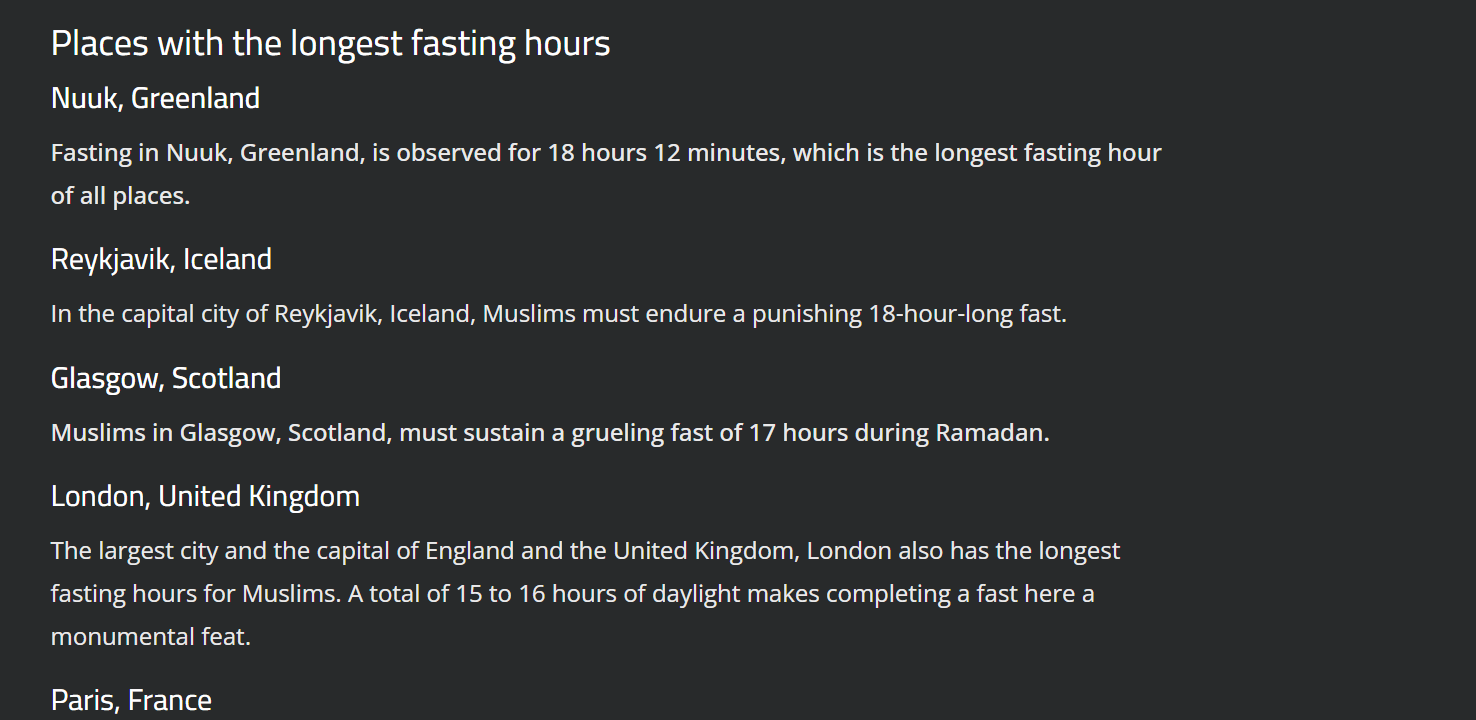 Places with the longest fasting hours
Nuuk, Greenland
Fasting in Nuuk, Greenland, is observed for 18 hours 12 minutes, which is the longest fasting hour
of all places.
Reykjavik, Iceland
In the capital city of Reykjavik, Iceland, Muslims must endure a punishing 18-hour-long fast.
Glasgow, Scotland
Muslims in Glasgow, Scotland, must sustain a grueling fast of 17 hours during Ramadan.
London, United Kingdom
The largest city and the capital of England and the United Kingdom, London also has the longest
fasting hours for Muslims. A total of 15 to 16 hours of daylight makes completing a fast here a
monumental feat.
Paris, France